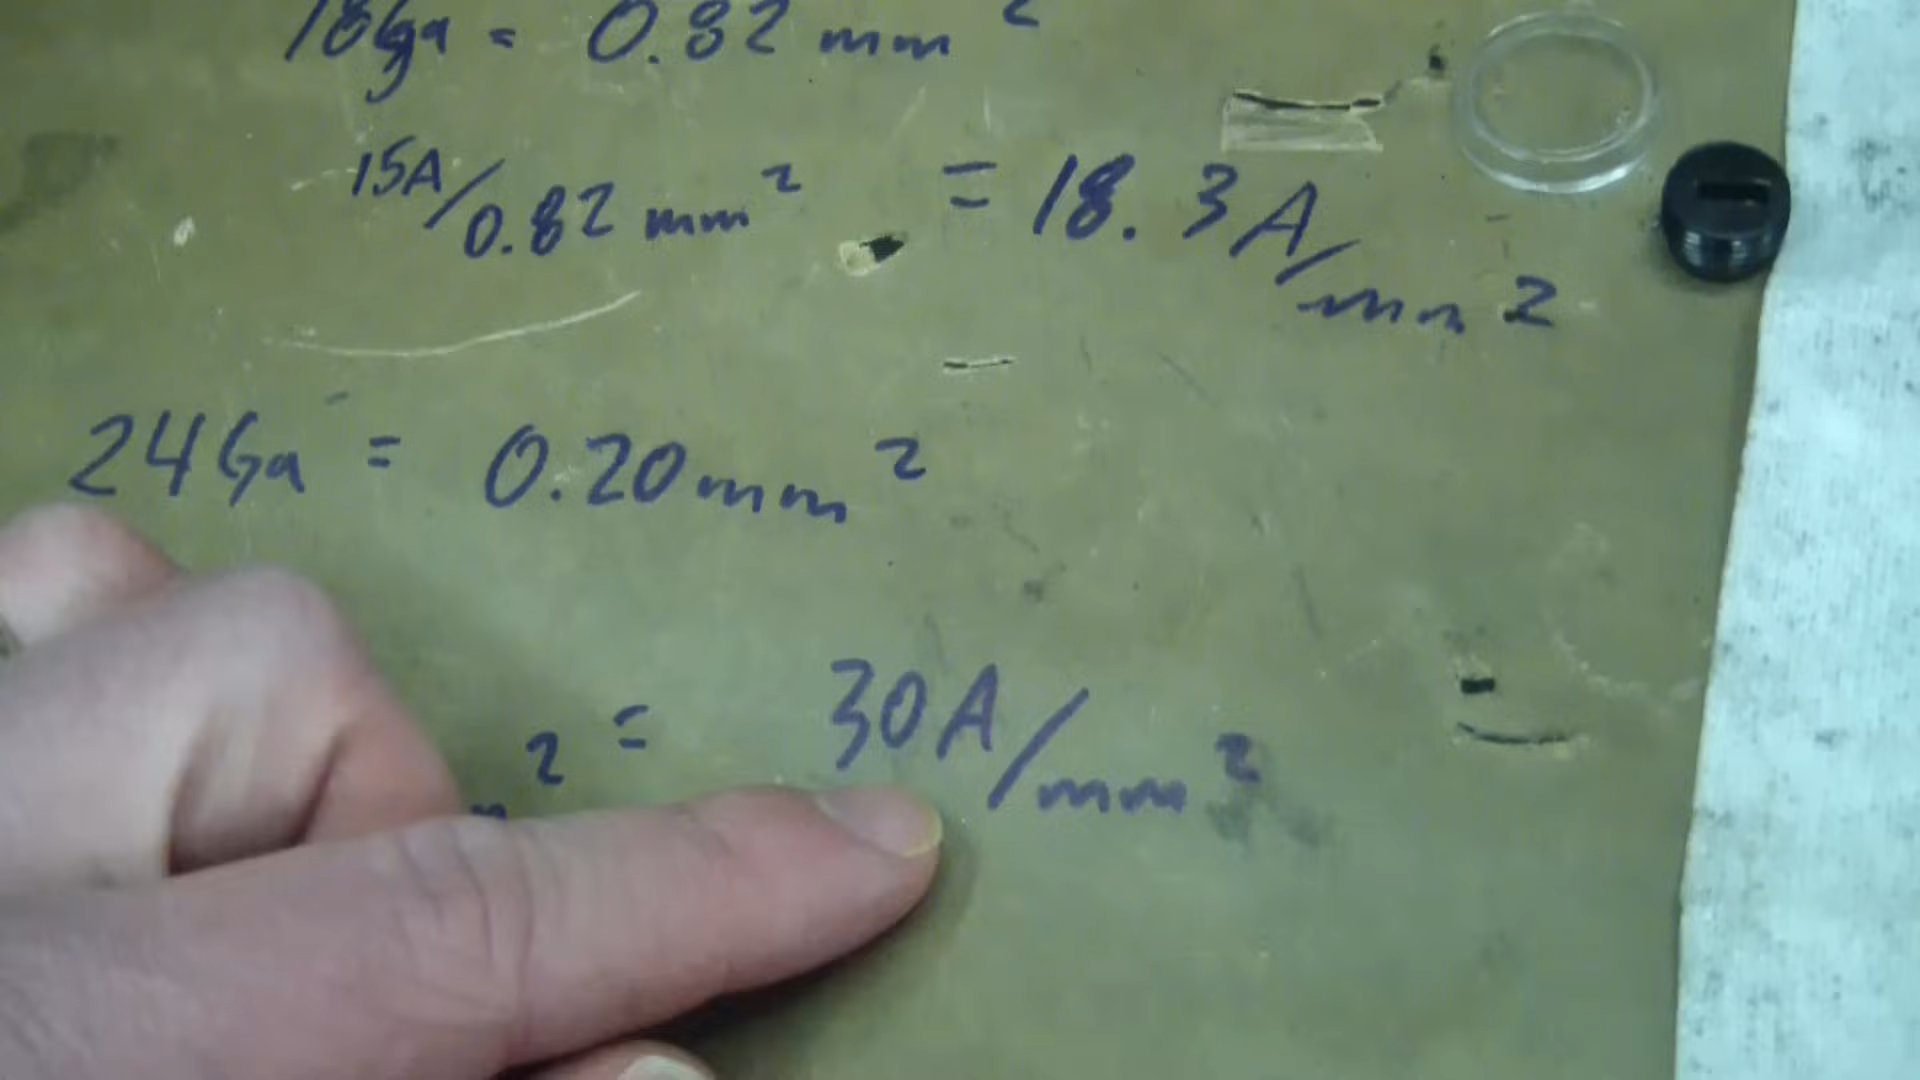 18Ga = 0.82 mm²
15A/0.82 mm² = 18.3A/mm²
24Ga = 0.20mm²
² = 30A/mm²